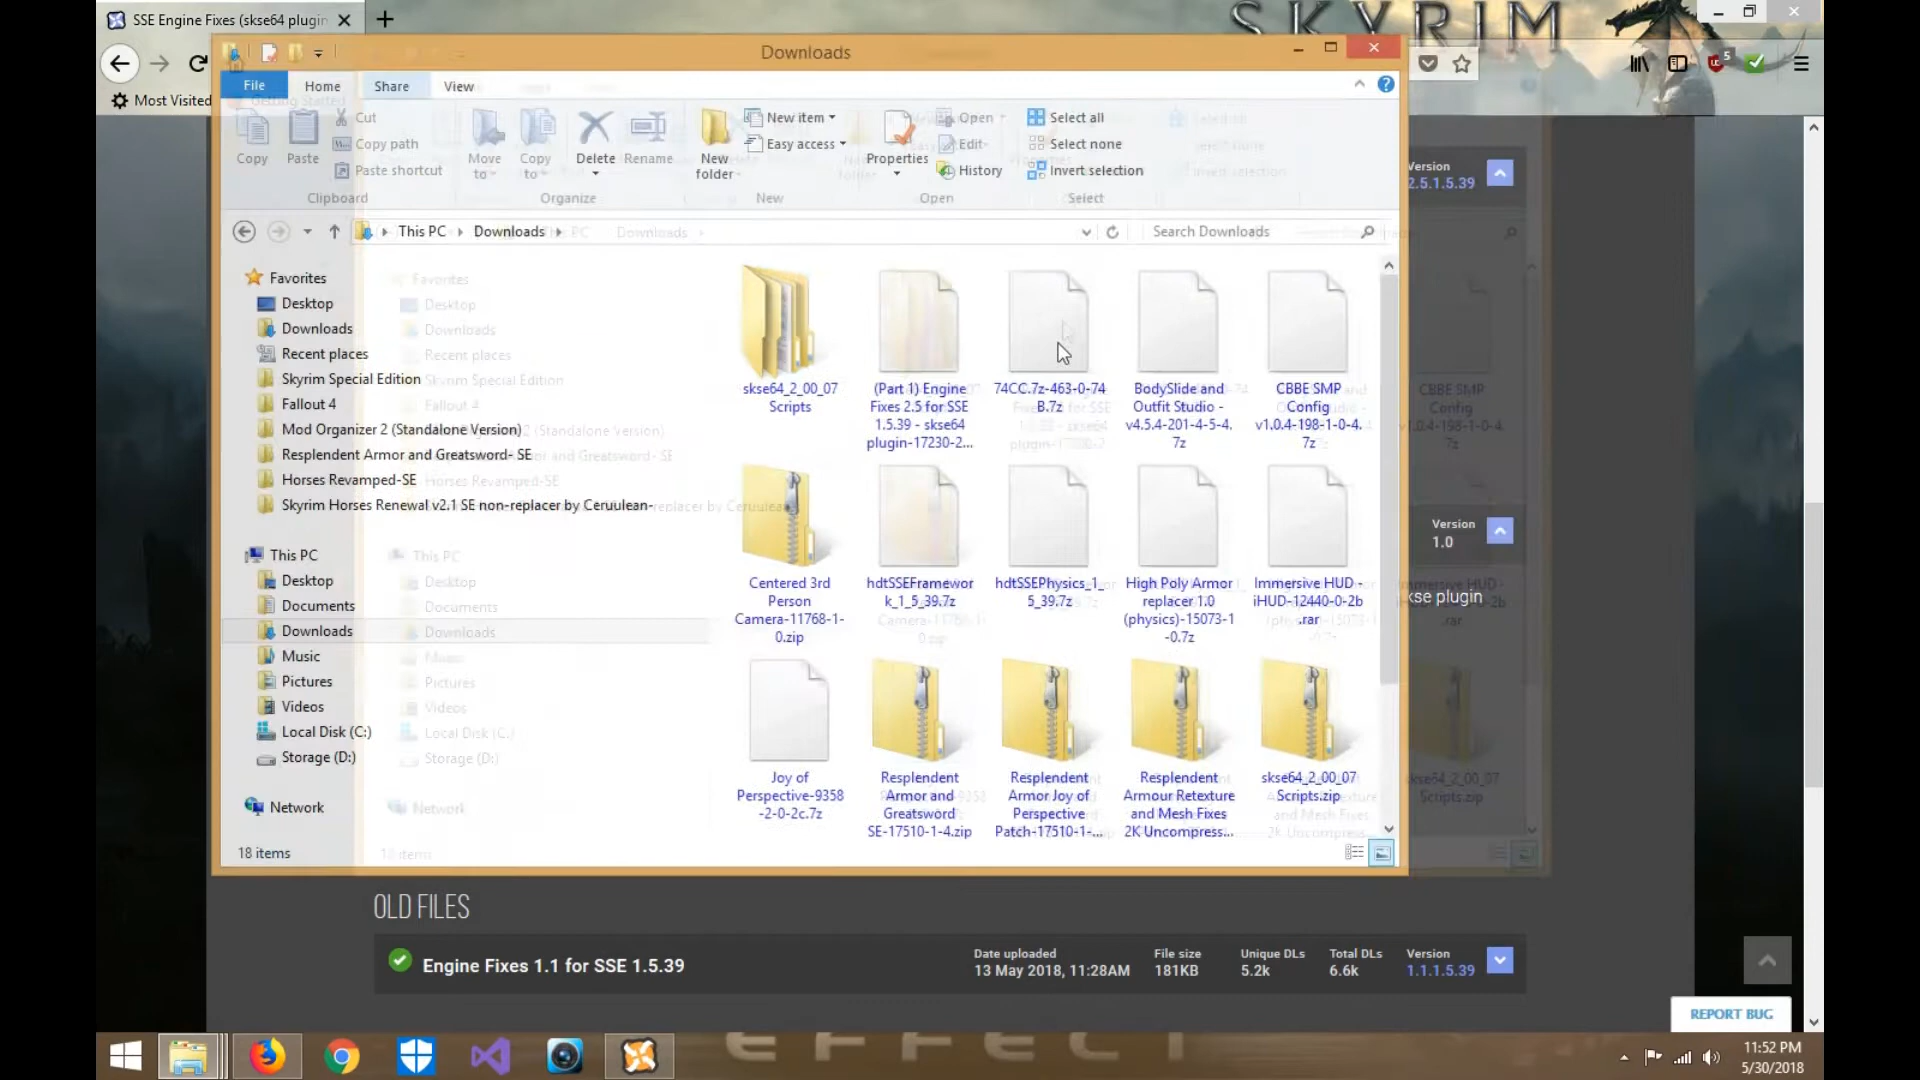 SSE Engine Fixes (skse64 plugin
SKYRIM
Downloads
Most Visited
Getting Started
File
Home
Share
View
Copy
Paste
Cut
Copy path
Paste shortcut
Clipboard
Move to
Copy to
Delete
Rename
Organize
New folder
New item
Easy access
New
Properties
Open
Edit
History
Open
Select all
Select none
Invert selection
Select
This PC
Downloads
Search Downloads
Version
2.5.1.5.39
Favorites
Desktop
Downloads
Recent places
Skyrim Special Edition
Fallout 4
Mod Organizer 2 (Standalone Version)
Resplendent Armor and Greatsword- SE
Horses Revamped-SE
Skyrim Horses Renewal v2.1 SE non-replacer by Cerulean-
This PC
Desktop
Documents
Downloads
Music
Pictures
Videos
Local Disk (C:)
Storage (D:)
Network
18 items
skse64_2_00_07
Scripts
(Part 1) Engine
Fixes 2.5 for SSE
1.5.39 - skse64
plugin-17230-2...
74CC.7z-463-0-74
B.7z
BodySlide and
Outfit Studio -
v4.5.4-201-4-5-4.
7z
CBBE SMP
Config
v1.0.4-198-1-0-4.
7z
Centered 3rd
Person
Camera-11768-1-
0.zip
hdtSSEFramewor
k_1_5_39.7z
hdtSSEPhysics_1_
5_39.7z
High Poly Armor
replacer 1.0
(physics)-15073-1
-0.7z
Immersive HUD -
iHUD-12440-0-2b
.rar
Joy of
Perspective-9358
-2-0-2c.7z
Resplendent
Armor and
Greatsword
SE-17510-1-4.zip
Resplendent
Armor Joy of
Perspective
Patch-17510-1-...
Resplendent
Armour Retexture
and Mesh Fixes
2K Uncompress...
skse64_2_00_07
Scripts.zip
Version
1.0
kse plugin
OLD FILES
Engine Fixes 1.1 for SSE 1.5.39
Date uploaded
13 May 2018, 11:28AM
File size
181KB
Unique DLs
5.2k
Total DLs
6.6k
Version
1.1.1.5.39
REPORT BUG
EFFECT
5
11:52 PM
5/30/2018